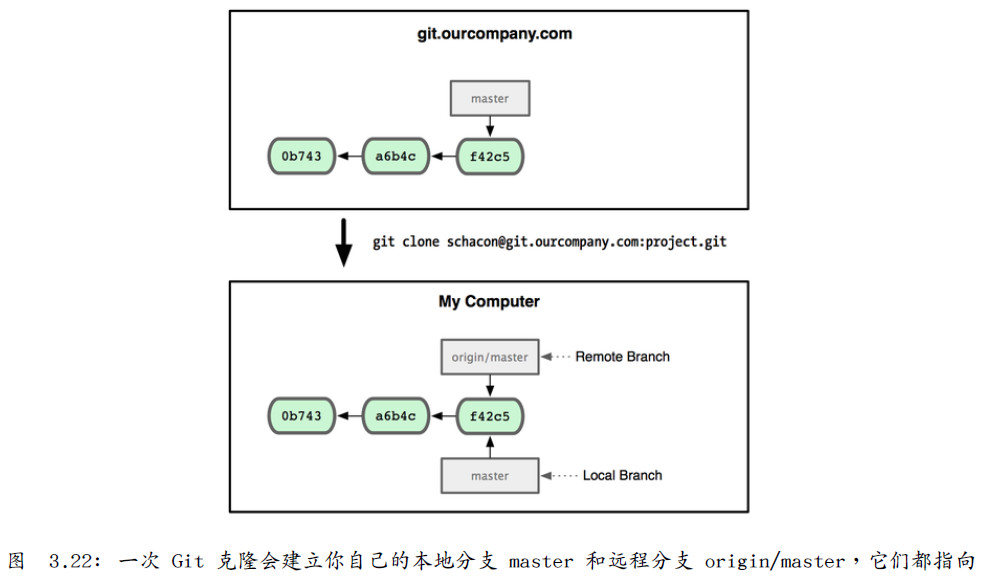 git.ourcompany.com
master
0b743 a6b4c f42c5
git clone schacon@git.ourcompany.com:project.git
My Computer
origin/master Remote Branch
0b743 a6b4c f42c5
master Local Branch
图 3.22: 一次 Git 克隆会建立你自己的本地分支 master 和远程分支 origin/master，它们都指向